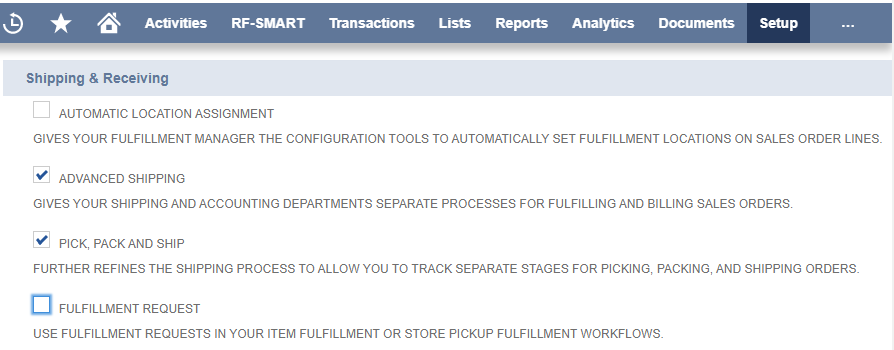 Activities RF-SMART Transactions Lists Reports Analytics Documents Setup ...
Shipping & Receiving
AUTOMATIC LOCATION ASSIGNMENT
GIVES YOUR FULFILLMENT MANAGER THE CONFIGURATION TOOLS TO AUTOMATICALLY SET FULFILLMENT LOCATIONS ON SALES ORDER LINES.
ADVANCED SHIPPING
GIVES YOUR SHIPPING AND ACCOUNTING DEPARTMENTS SEPARATE PROCESSES FOR FULFILLING AND BILLING SALES ORDERS.
PICK, PACK AND SHIP
FURTHER REFINES THE SHIPPING PROCESS TO ALLOW YOU TO TRACK SEPARATE STAGES FOR PICKING, PACKING, AND SHIPPING ORDERS.
FULFILLMENT REQUEST
USE FULFILLMENT REQUESTS IN YOUR ITEM FULFILLMENT OR STORE PICKUP FULFILLMENT WORKFLOWS.